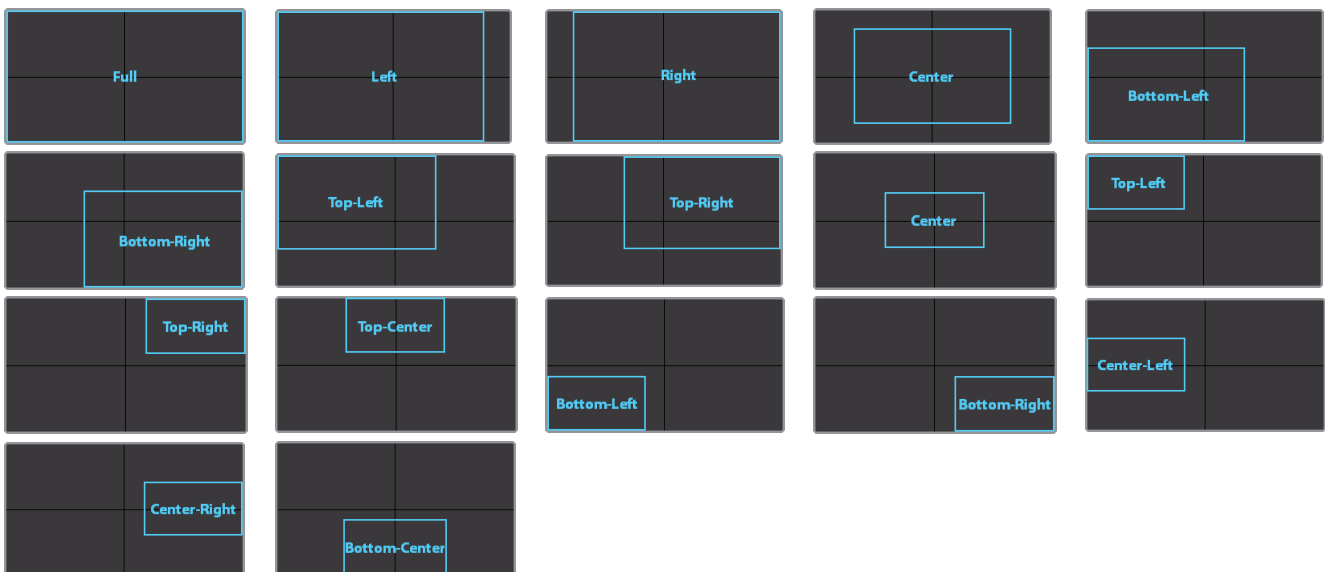 Full
Left
Right
Center
Bottom-Left
Bottom-Right
Top-Left
Top-Right
Center
Top-Left
Top-Right
Top-Center
Bottom-Left
Bottom-Right
Center-Left
Center-Right
Bottom-Center